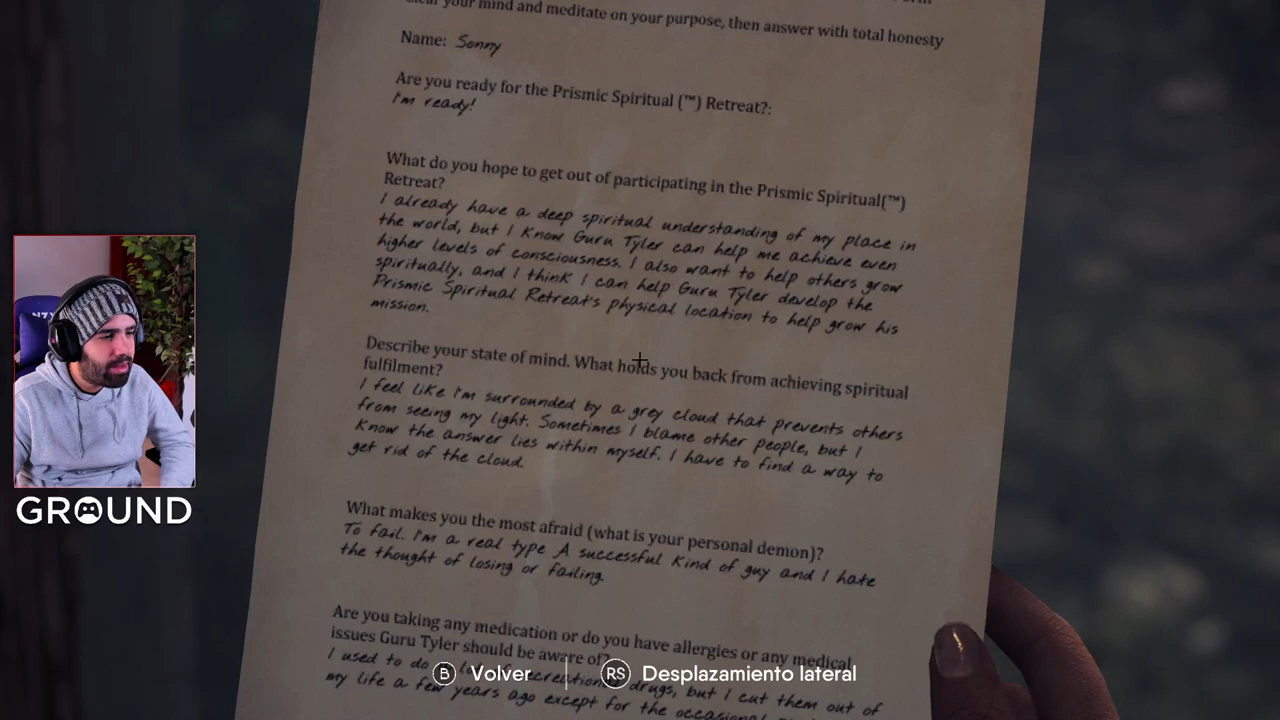 clear your mind and meditate on your purpose, then answer with total honesty
Name: Sonny
Are you ready for the Prismic Spiritual (™) Retreat?:
I'm ready!
What do you hope to get out of participating in the Prismic Spiritual(™)
Retreat?
I already have a deep spiritual understanding of my place in
the world, but I know Guru Tyler can help me achieve even
higher levels of consciousness. I also want to help others grow
spiritually, and I think I can help Guru Tyler develop the
Prismic Spiritual Retreat's physical location to help grow his
mission.
Describe your state of mind. What holds you back from achieving spiritual
fulfilment?
I feel like I'm surrounded by a grey cloud that prevents others
from seeing my light. Sometimes I blame other people, but I
know the answer lies within myself. I have to find a way to
get rid of the cloud.
What makes you the most afraid (what is your personal demon)?
To fail. I'm a real type A successful kind of guy and I hate
the thought of losing or failing.
Are you taking any medication or do you have allergies or any medical
issues Guru Tyler should be aware of?
I used to do a lot of recreational drugs, but I cut them out of
my life a few years ago except for the occasional
GROUND
B Volver
RS Desplazamiento lateral